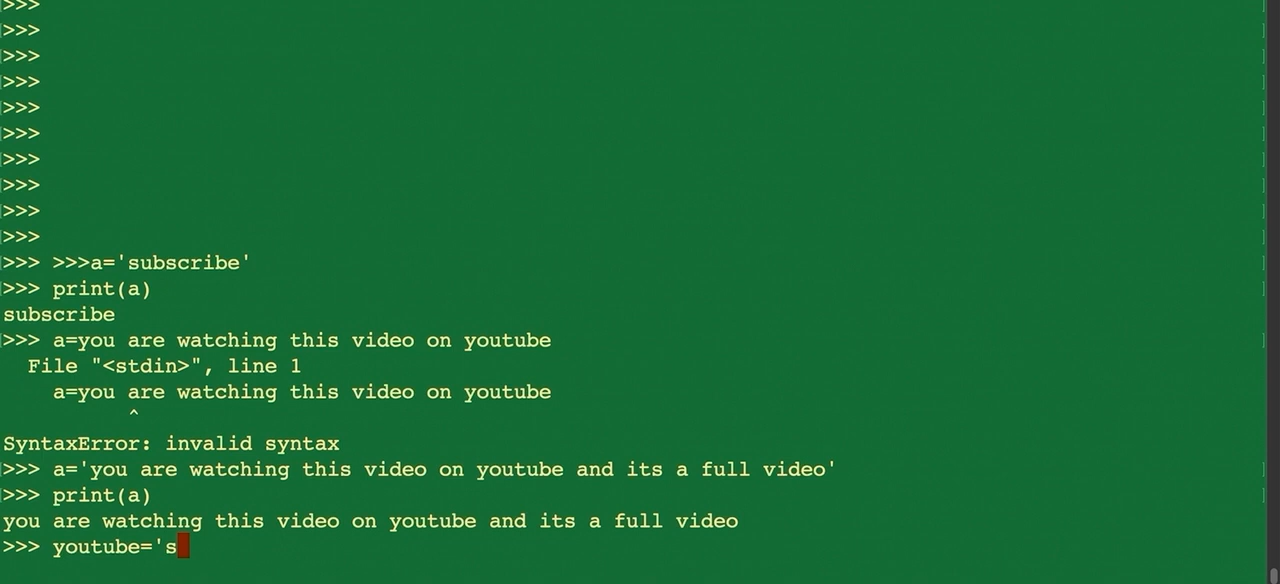 >>>
>>>
>>>
>>>
>>>
>>>
>>>
>>>
>>>
>>>
>>> >>>a='subscribe'
>>> print(a)
subscribe
>>> a=you are watching this video on youtube
  File "<stdin>", line 1
    a=you are watching this video on youtube
          ^
SyntaxError: invalid syntax
>>> a='you are watching this video on youtube and its a full video'
>>> print(a)
you are watching this video on youtube and its a full video
>>> youtube='s